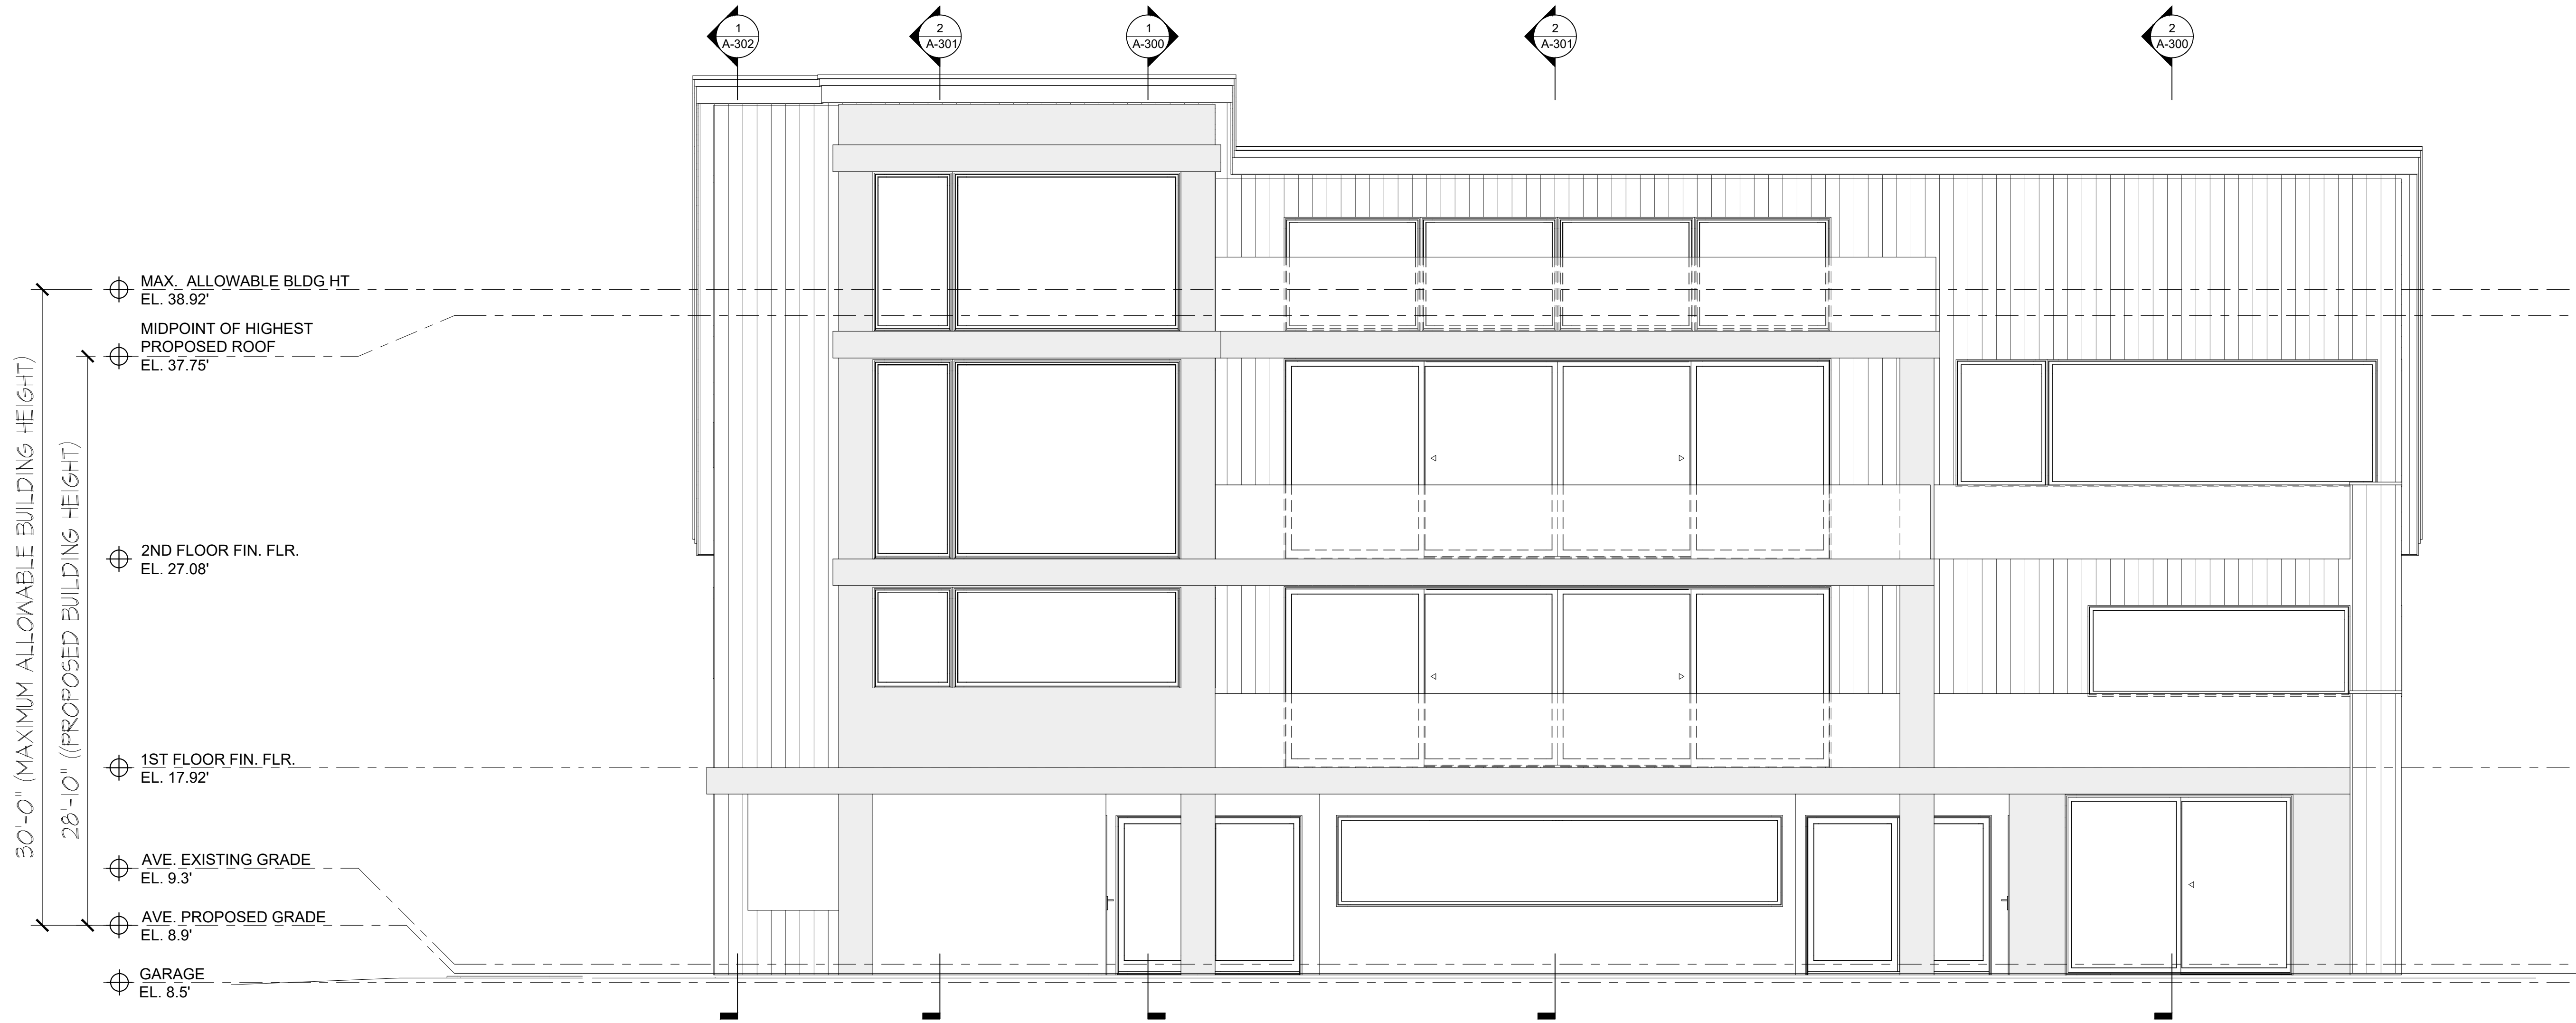 1
A-302
2
A-301
1
A-300
2
A-301
2
A-300
MAX. ALLOWABLE BLDG HT
EL. 38.92'
MIDPOINT OF HIGHEST
PROPOSED ROOF
EL. 37.75'
30'-0" (MAXIMUM ALLOWABLE BUILDING HEIGHT)
28'-10" ((PROPOSED BUILDING HEIGHT)
2ND FLOOR FIN. FLR.
EL. 27.08'
1ST FLOOR FIN. FLR.
EL. 17.92'
AVE. EXISTING GRADE
EL. 9.3'
AVE. PROPOSED GRADE
EL. 8.9'
GARAGE
EL. 8.5'